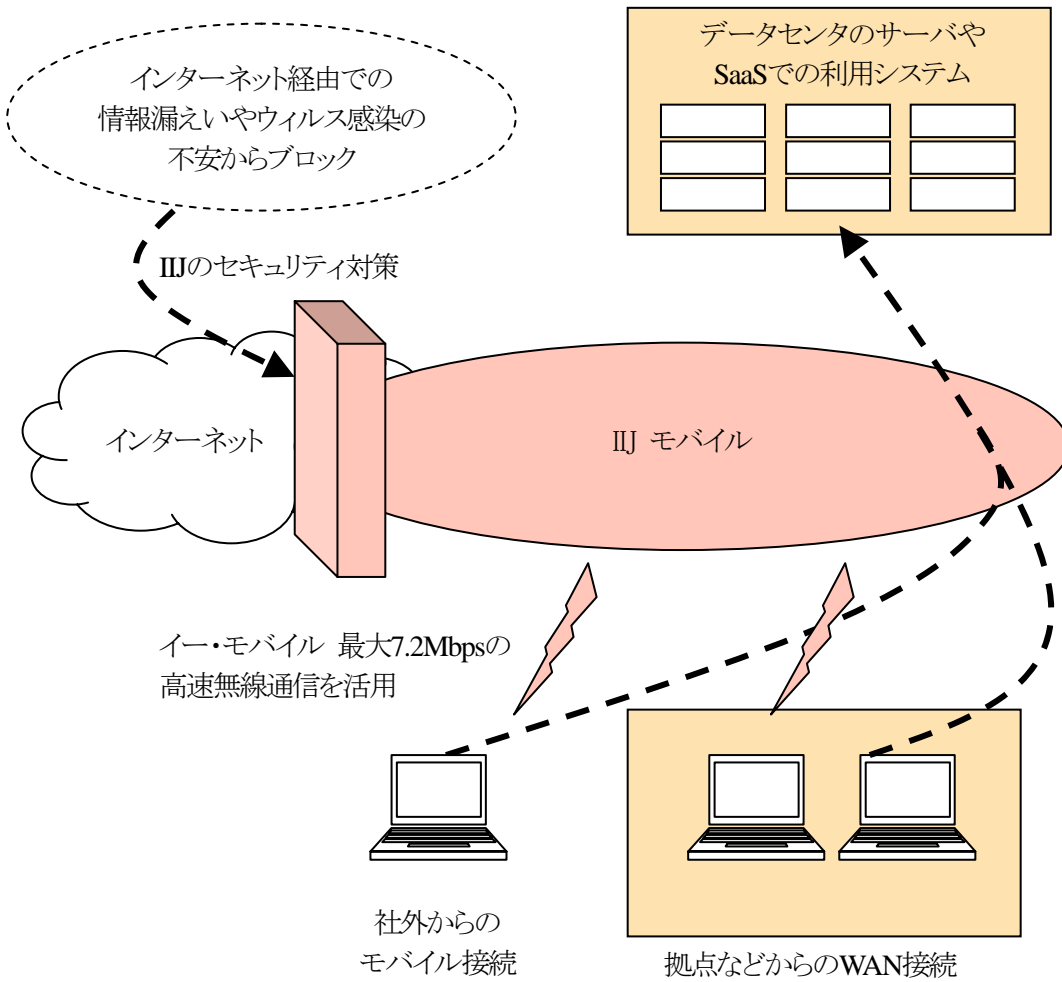 インターネット経由での
情報漏えいやウィルス感染の
不安からブロック
データセンタのサーバや
SaaSでの利用システム
IIJのセキュリティ対策
インターネット
IIJ モバイル
イー・モバイル 最大7.2Mbpsの
高速無線通信を活用
社外からの
モバイル接続
拠点などからのWAN接続